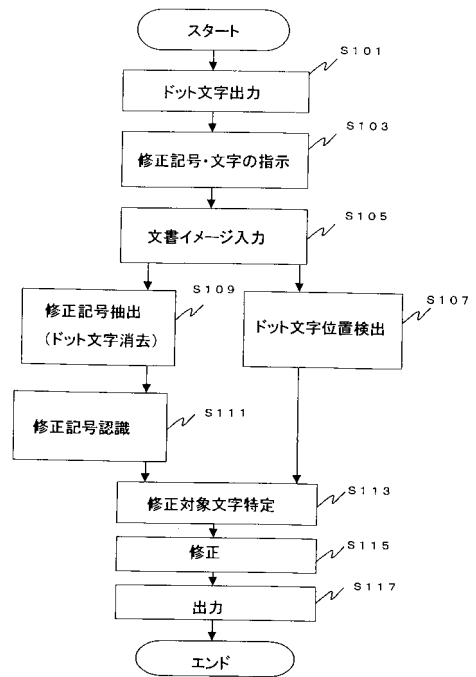 スタート
S101
ドット文字出力
S103
修正記号・文字の指示
S105
文書イメージ入力
S109
修正記号抽出
(ドット文字消去)
S107
ドット文字位置検出
S111
修正記号認識
S113
修正対象文字特定
S115
修正
S117
出力
エンド